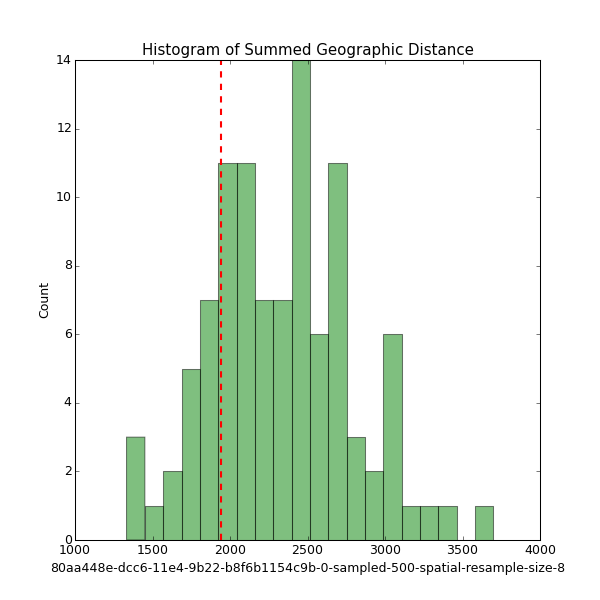 Histogram of Summed Geographic Distance
14
12
10
8
6
4
2
0
Count
1000 1500 2000 2500 3000 3500 4000
80aa448e-dcc6-11e4-9b22-b8f6b1154c9b-0-sampled-500-spatial-resample-size-8